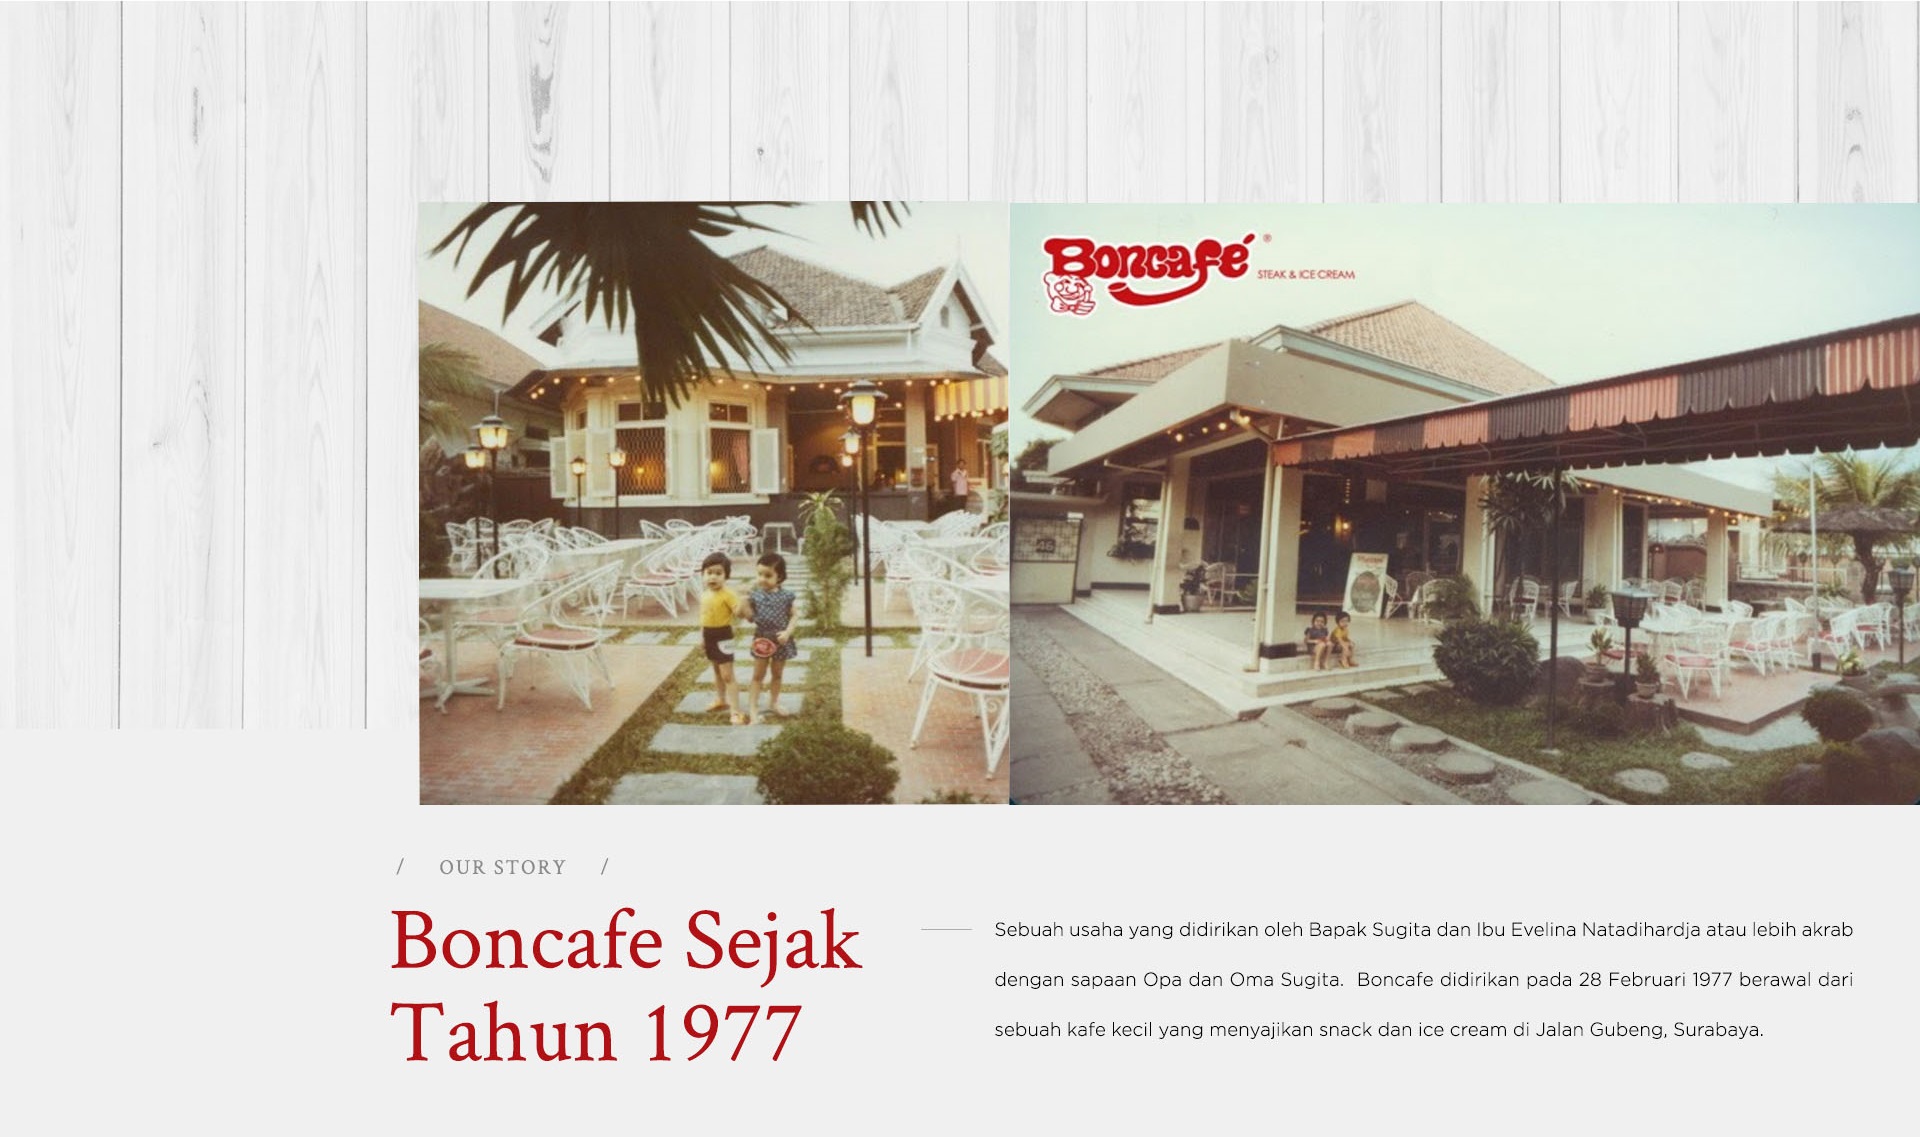 Boncafé ®
STEAK & ICE CREAM
46
/ OUR STORY /
Boncafe Sejak
Tahun 1977
Sebuah usaha yang didirikan oleh Bapak Sugita dan Ibu Evelina Natadihardja atau lebih akrab
dengan sapaan Opa dan Oma Sugita. Boncafe didirikan pada 28 Februari 1977 berawal dari
sebuah kafe kecil yang menyajikan snack dan ice cream di Jalan Gubeng, Surabaya.